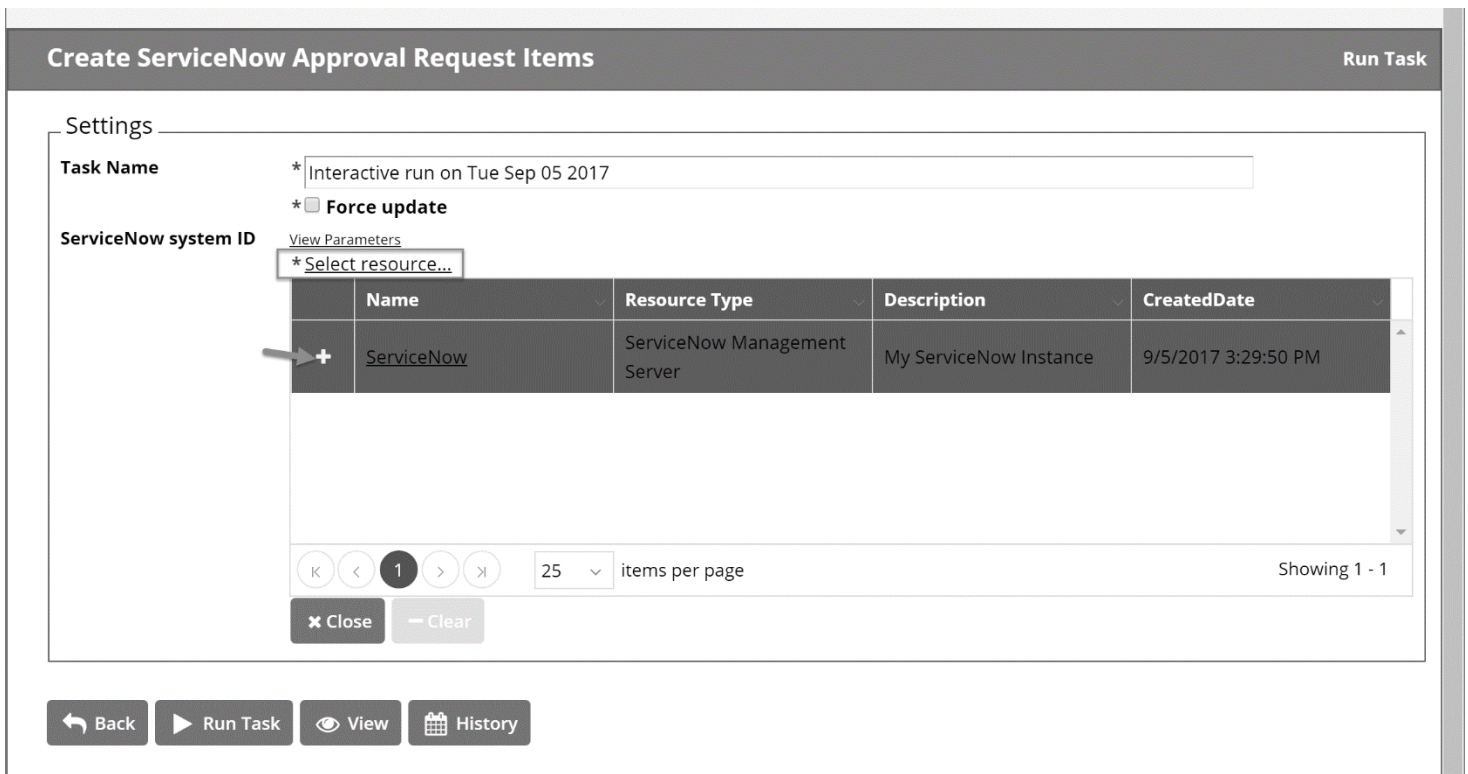 Create ServiceNow Approval Request Items Run Task
Settings
Task Name * Interactive run on Tue Sep 05 2017
* Force update
ServiceNow system ID View Parameters
* Select resource...
Name Resource Type Description CreatedDate
ServiceNow ServiceNow Management Server My ServiceNow Instance 9/5/2017 3:29:50 PM
1 25 items per page Showing 1 - 1
Close Clear
Back Run Task View History